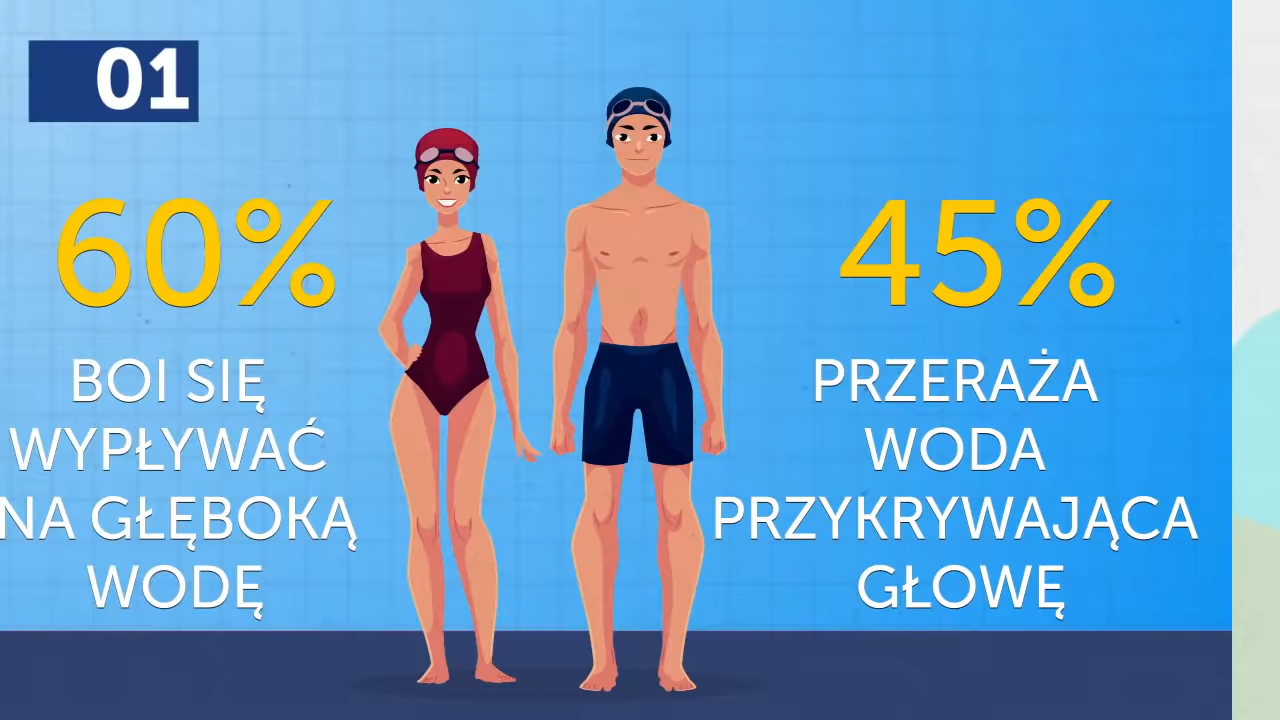 01
60%
BOI SIĘ
WYPŁYWAĆ
NA GŁĘBOKĄ
WODĘ
45%
PRZERAŻA
WODA
PRZYKRYWAJĄCA
GŁOWĘ